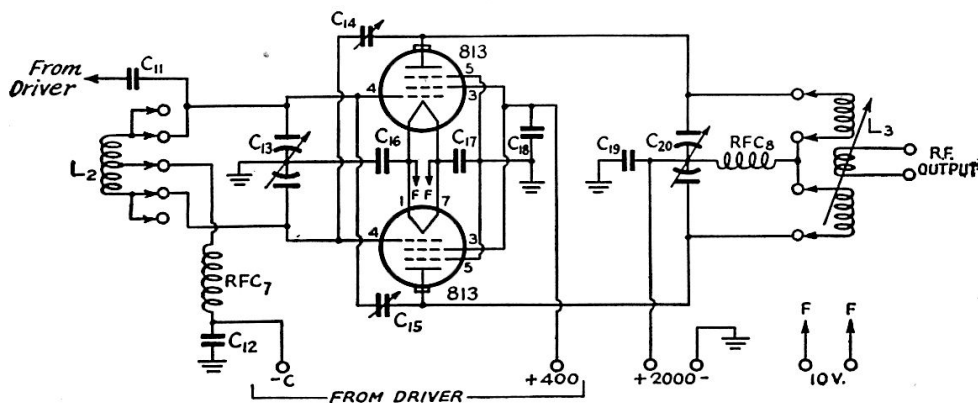 C14
813
5
3
4
From
Driver
C11
C13
C16
C17
C18
C19
C20
RFC8
L3
R.F.
OUTPUT
L2
F F
1 7
4
3
5
813
RFC7
C15
C12
-C
+400
+2000-
F F
10V.
FROM DRIVER